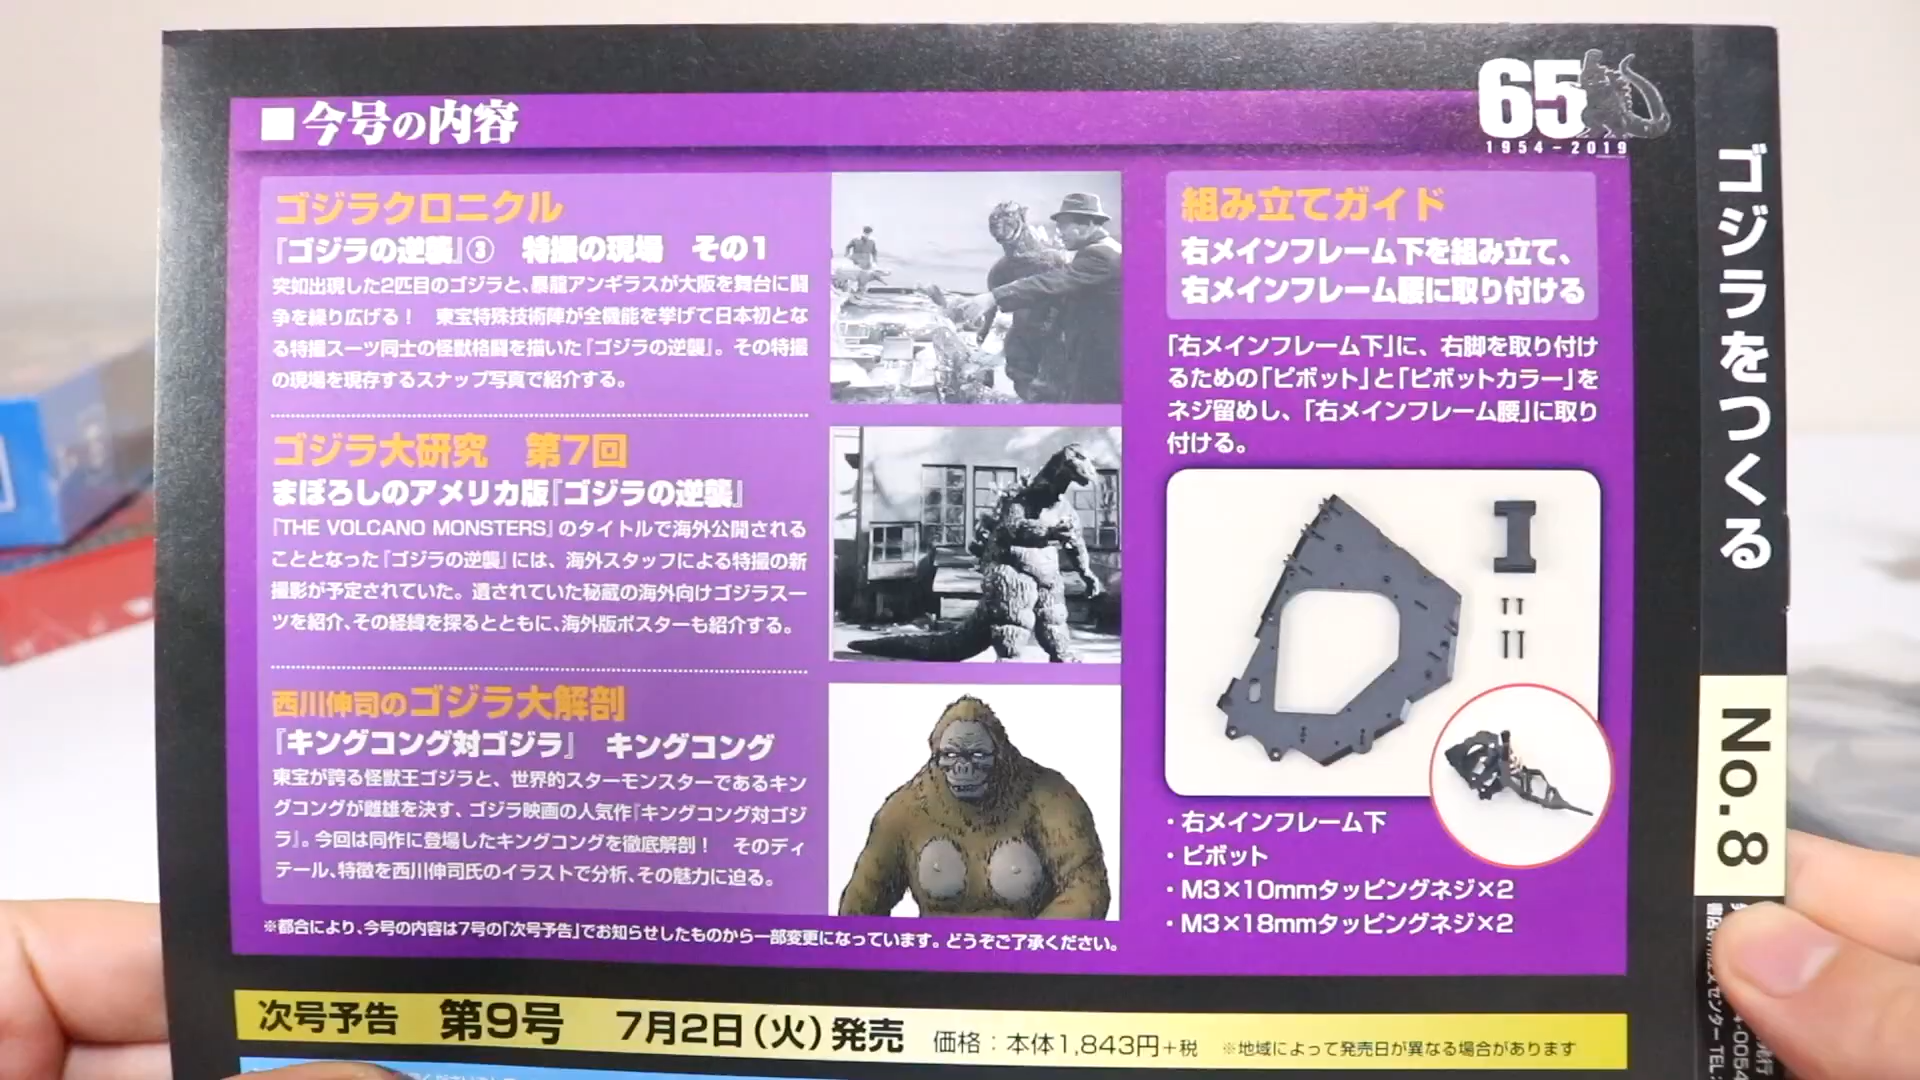 65
1954-2019
■今号の内容
ゴジラクロニクル
『ゴジラの逆襲』③ 特撮の現場 その1
突如出現した2匹目のゴジラと、暴龍アンギラスが大阪を舞台に闘
争を繰り広げる! 東宝特殊技術陣が全機能を挙げて日本初とな
る特撮スーツ同士の怪獣格闘を描いた『ゴジラの逆襲』。その特撮
の現場を現存するスナップ写真で紹介する。
ゴジラ大研究 第7回
まぼろしのアメリカ版『ゴジラの逆襲』
『THE VOLCANO MONSTERS』のタイトルで海外公開される
こととなった『ゴジラの逆襲』には、海外スタッフによる特撮の新
撮影が予定されていた。遺されていた秘蔵の海外向けゴジラスー
ツを紹介、その経緯を探るとともに、海外版ポスターも紹介する。
西川伸司のゴジラ大解剖
『キングコング対ゴジラ』 キングコング
東宝が誇る怪獣王ゴジラと、世界的スターモンスターであるキン
グコングが雌雄を決す、ゴジラ映画の人気作『キングコング対ゴジ
ラ』。今回は同作に登場したキングコングを徹底解剖! そのディ
テール、特徴を西川伸司氏のイラストで分析、その魅力に迫る。
※都合により、今号の内容は7号の「次号予告」でお知らせしたものから一部変更になっています。どうぞご了承ください。
組み立てガイド
右メインフレーム下を組み立て、
右メインフレーム腰に取り付ける
「右メインフレーム下」に、右脚を取り付け
るための「ピボット」と「ピボットカラー」を
ネジ留めし、「右メインフレーム腰」に取り
付ける。
・右メインフレーム下
・ピボット
・M3×10mmタッピングネジ×2
・M3×18mmタッピングネジ×2
次号予告 第9号 7月2日(火)発売 価格:本体1,843円+税 ※地域によって発売日が異なる場合があります
ゴジラをつくる
No.8